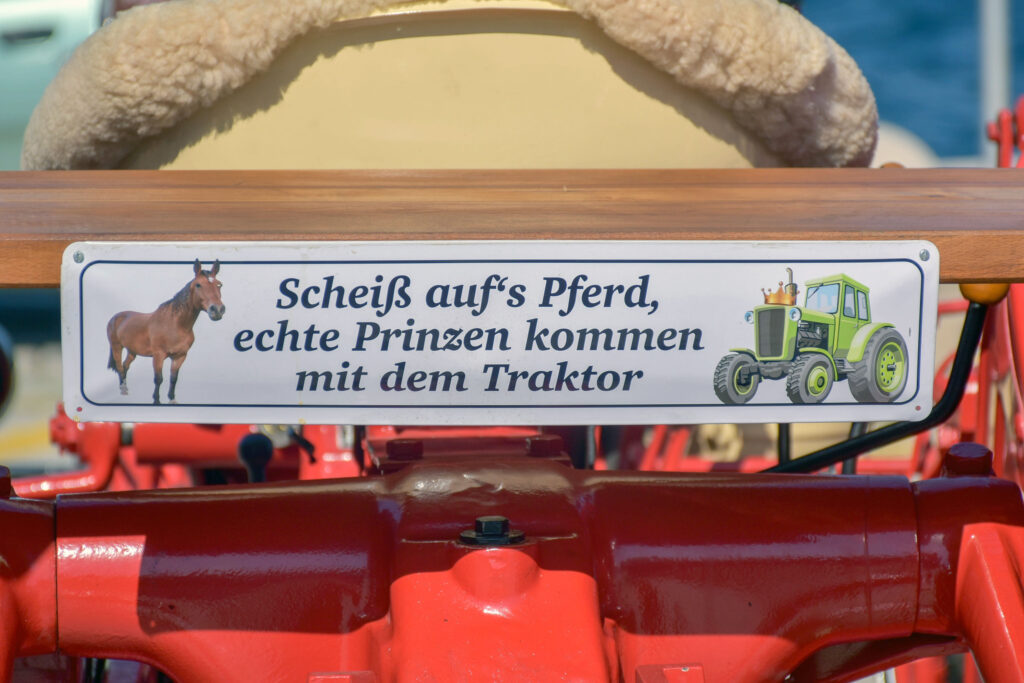 Scheiß auf‘s Pferd,
echte Prinzen kommen
mit dem Traktor